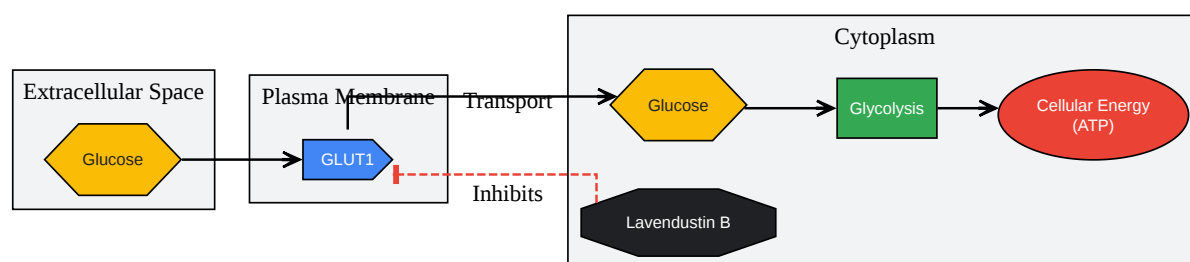 Extracellular Space
Glucose
Plasma Membrane
GLUT1
Transport
Inhibits
Cytoplasm
Glucose
Glycolysis
Cellular Energy
(ATP)
Lavendustin B